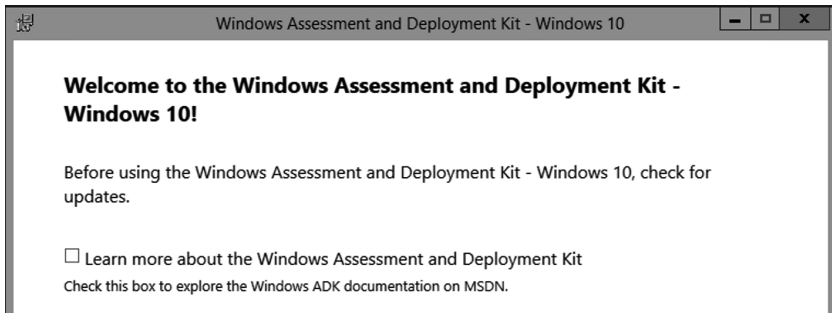 Windows Assessment and Deployment Kit - Windows 10
Welcome to the Windows Assessment and Deployment Kit -
Windows 10!
Before using the Windows Assessment and Deployment Kit - Windows 10, check for
updates.
Learn more about the Windows Assessment and Deployment Kit
Check this box to explore the Windows ADK documentation on MSDN.